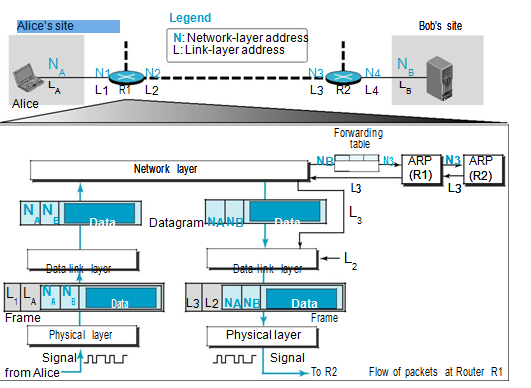 Legend
Alice's site
Bob's site
N: Network-layer address
L: Link-layer address
NA N1 N2 N3 N4 NB
LA L1 R1 L2 L3 R2 L4 LB
Alice
Forwarding
table
Network layer
NB N3 ARP (R1) N3 ARP (R2)
L3 L3
NA NB Data
Datagram NA NB Data
L3
Data-link layer
Data-link layer
L2
L1 LA NA NB Data
L3 L2 NA NB Data
Frame
Frame
Physical layer
Physical layer
Signal
Signal
from Alice
To R2
Flow of packets at Router R1